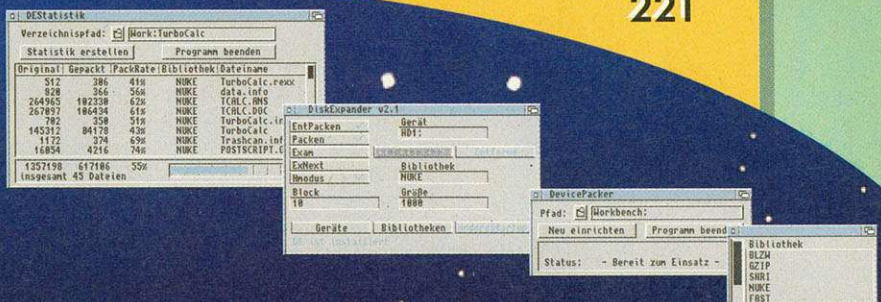 221
DEStatistik
Verzeichnispfad: Work:TurboCalc
Statistik erstellen Programm beenden
Original Gepackt PackRate Bibliothek Dateiname
512 306 41% NUKE TurboCalc.rexx
820 366 56% NUKE data.info
264965 102330 62% NUKE TCALC.ANS
267097 106434 61% NUKE TCALC.DOC
702 350 51% NUKE TurboCalc.in
145312 84178 43% NUKE TurboCalc
1172 374 69% NUKE Trashcan.inf
16054 4216 74% NUKE POSTSCRIPT.C
1357198 617106 55%
insgesamt 45 Dateien
DiskExpander v2.1
EntPacken Gerät
Packen HD1:
Exam
ExNext Bibliothek
Hmodus NUKE
Block Größe
10 1000
Geräte Bibliotheken
DevicePacker
Pfad: Workbench:
Neu einrichten Programm beend
Status: - Bereit zum Einsatz -
Bibliothek
BLZW
GZIP
SHRI
NUKE
FBST